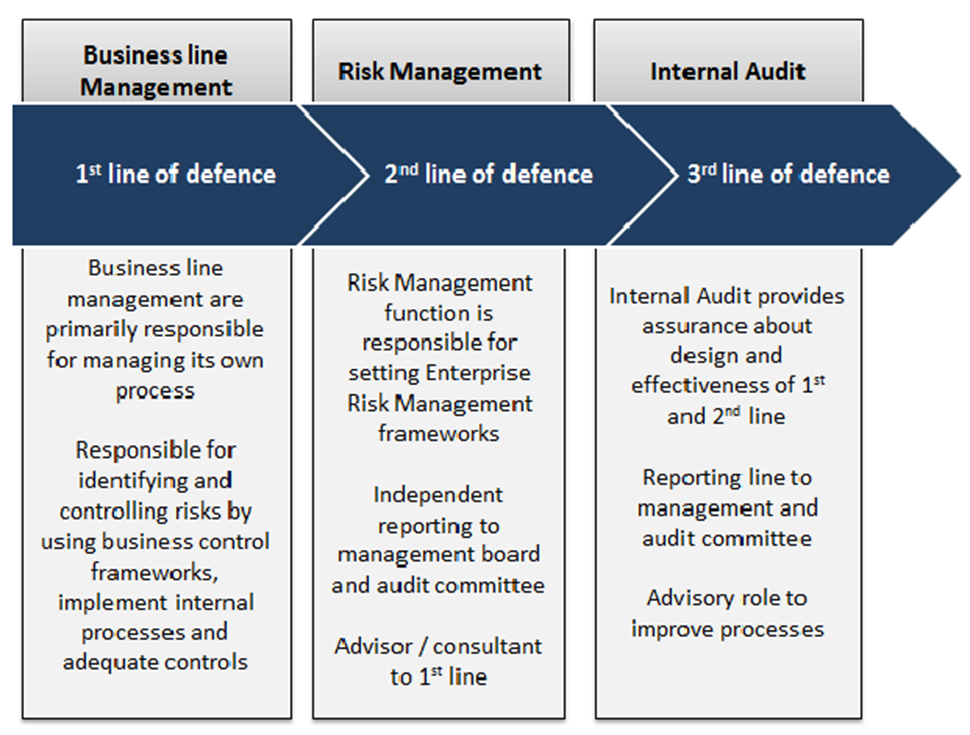 Business line
Management
Risk Management
Internal Audit
1st line of defence
2nd line of defence
3rd line of defence
Business line
management are
primarily responsible
for managing its own
process
Responsible for
identifying and
controlling risks by
using business control
frameworks,
implement internal
processes and
adequate controls
Risk Management
function is
responsible for
setting Enterprise
Risk Management
frameworks
Independent
reporting to
management board
and audit committee
Advisor / consultant
to 1st line
Internal Audit provides
assurance about
design and
effectiveness of 1st
and 2nd line
Reporting line to
management and
audit committee
Advisory role to
improve processes